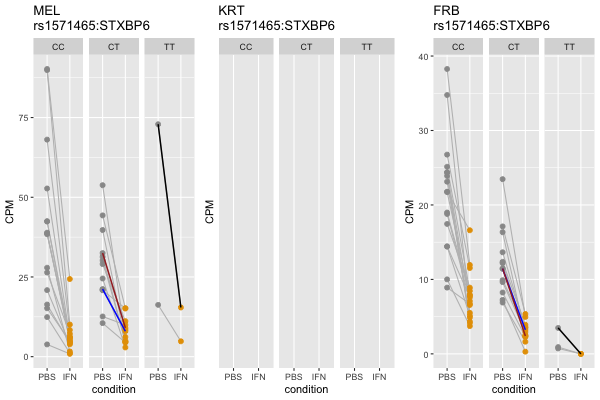 MEL
rs1571465:STXBP6
CC CT TT
75
50
25
0
CPM
PBS IFN PBS IFN PBS IFN
condition
KRT
rs1571465:STXBP6
CC CT TT
CPM
PBS IFN PBS IFN PBS IFN
condition
FRB
rs1571465:STXBP6
CC CT TT
40
30
20
10
0
CPM
PBS IFN PBS IFN PBS IFN
condition